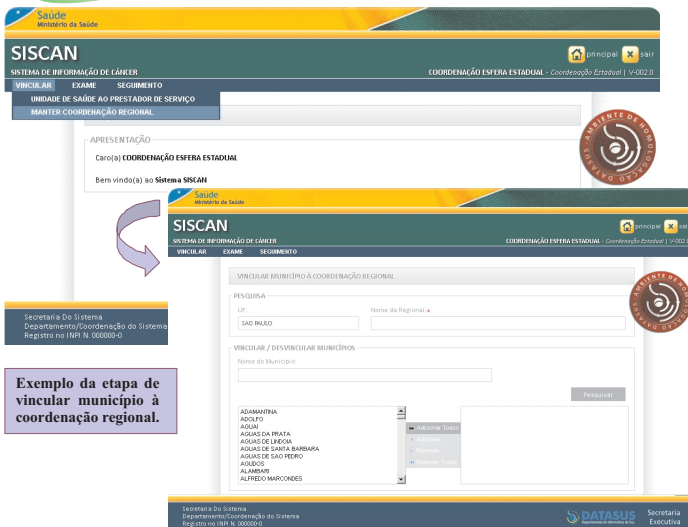 Saúde
Ministério da Saúde
SISCAN
principal sair
SISTEMA DE INFORMAÇÃO DE CÂNCER
COORDENAÇÃO ESFERA ESTADUAL - Coordenação Estadual | V-002.0
VINCULAR EXAME SEGUIMENTO
UNIDADE DE SAÚDE AO PRESTADOR DE SERVIÇO
MANTER COORDENAÇÃO REGIONAL
APRESENTAÇÃO
Caro(a) COORDENAÇÃO ESFERA ESTADUAL
Bem vindo(a) ao Sistema SISCAN
AMBIENTE DE HOMOLOGAÇÃO DATASUS
Secretaria Do Sistema
Departamento/Coordenação do Sistema
Registro no INPI N. 000000-0
Saúde
Ministério da Saúde
SISCAN
principal sair
SISTEMA DE INFORMAÇÃO DE CÂNCER
COORDENAÇÃO ESFERA ESTADUAL - Coordenação Estadual | V-002.0
VINCULAR EXAME SEGUIMENTO
VINCULAR MUNICÍPIO À COORDENAÇÃO REGIONAL
PESQUISA
UF: Nome da Regional:
SAO PAULO
VINCULAR / DESVINCULAR MUNICÍPIOS
Nome do Município
Pesquisar
ADAMANTINA
ADOLFO
AGUAI
AGUAS DA PRATA
AGUAS DE LINDOIA
AGUAS DE SANTA BARBARA
AGUAS DE SAO PEDRO
AGUDOS
ALAMBARI
ALFREDO MARCONDES
Adicionar Todos
Adicionar
Remover
Remover Todos
Secretaria Do Sistema
Departamento/Coordenação do Sistema
Registro no INPI N. 000000-0
DATASUS
Secretaria
Executiva
Exemplo da etapa de
vincular município à
coordenação regional.